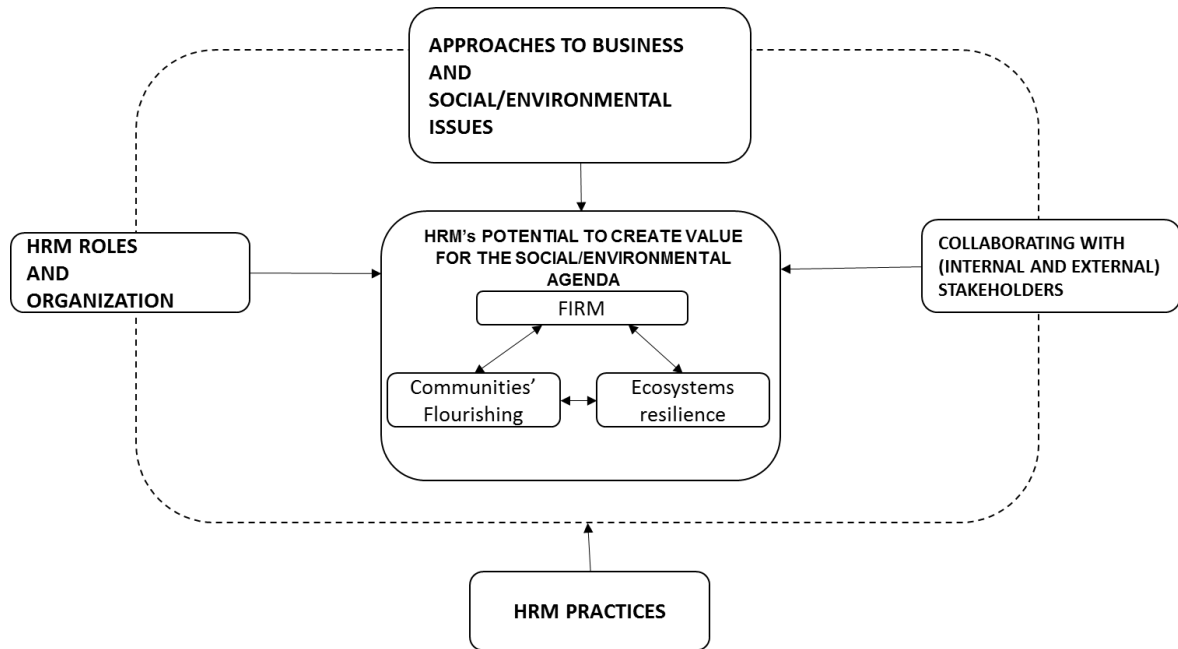 APPROACHES TO BUSINESS
AND
SOCIAL/ENVIRONMENTAL
ISSUES
HRM ROLES
AND
ORGANIZATION
HRM's POTENTIAL TO CREATE VALUE
FOR THE SOCIAL/ENVIRONMENTAL
AGENDA
FIRM
Communities’
Flourishing
Ecosystems
resilience
COLLABORATING WITH
(INTERNAL AND EXTERNAL)
STAKEHOLDERS
HRM PRACTICES